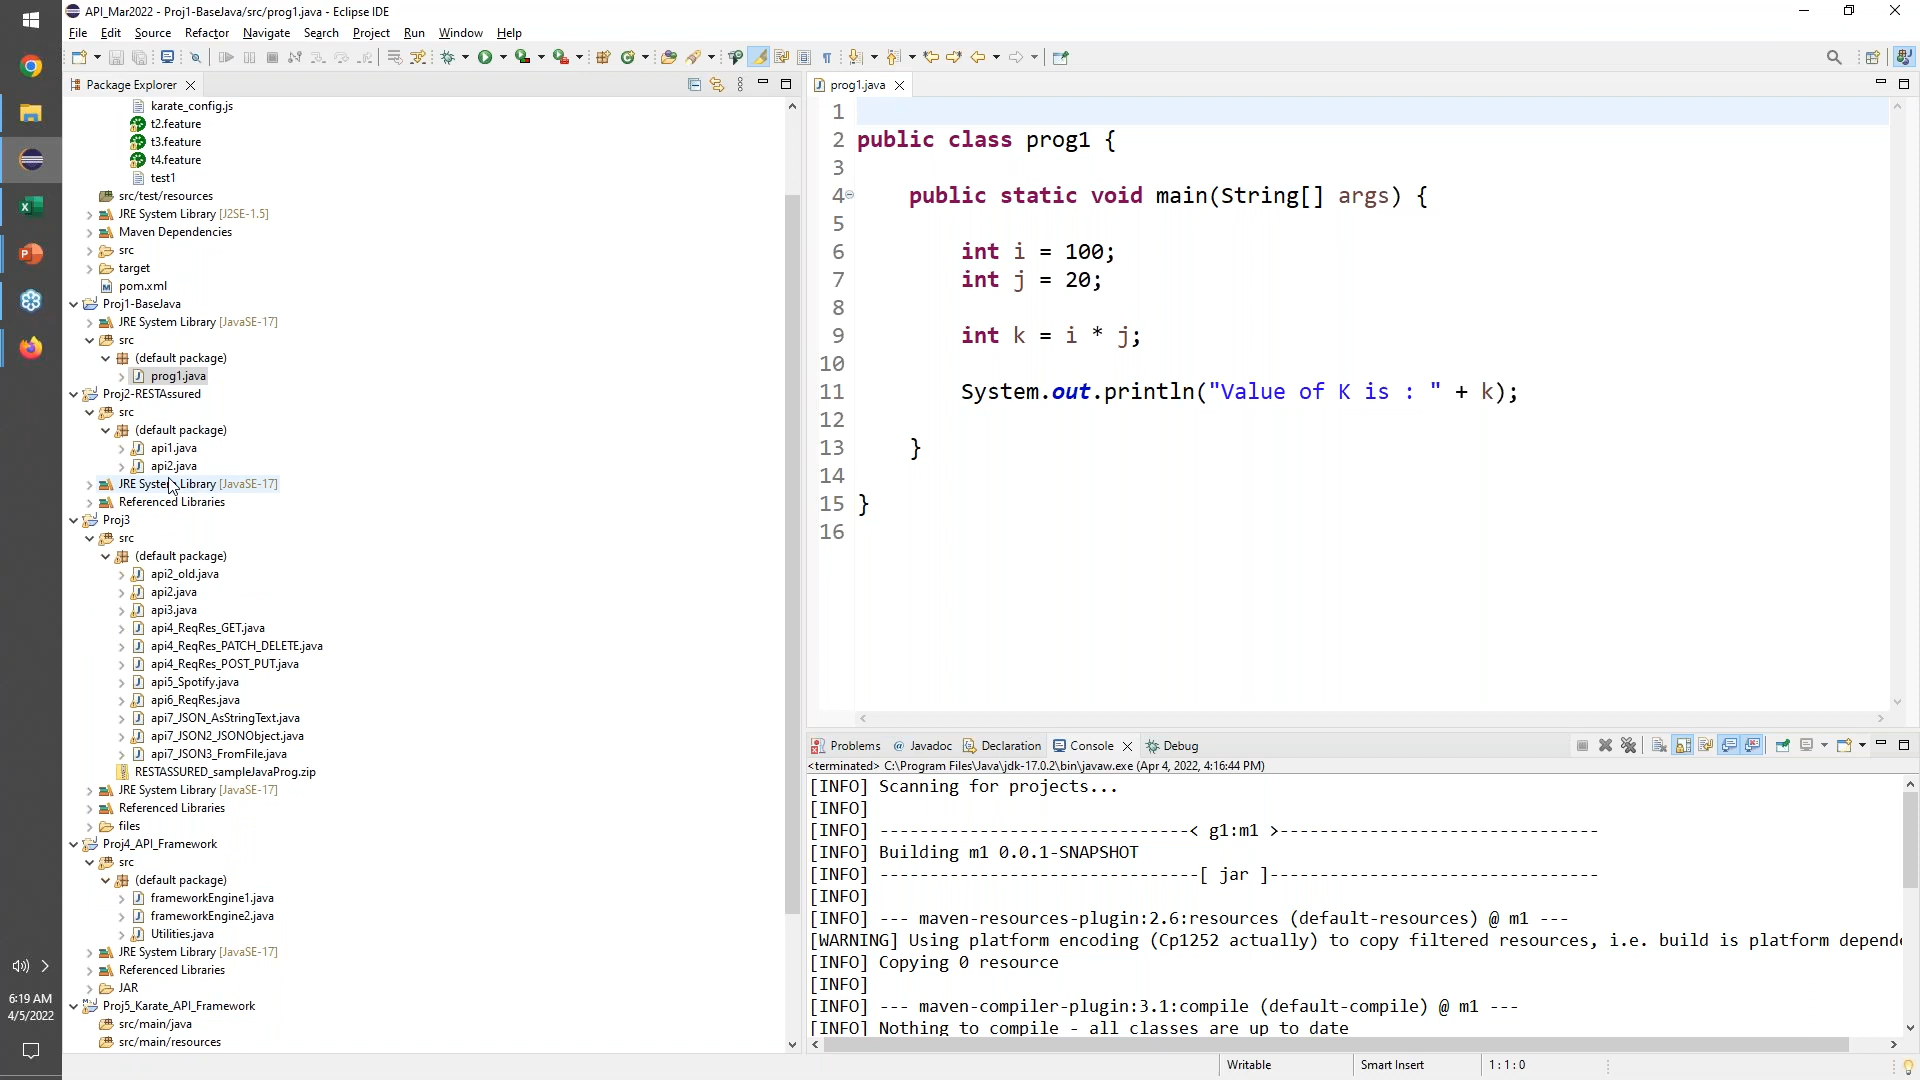 API_Mar2022 - Proj1-BaseJava/src/prog1.java - Eclipse IDE
File Edit Source Refactor Navigate Search Project Run Window Help
Package Explorer
karate_config.js
t2.feature
t3.feature
t4.feature
test1
src/test/resources
JRE System Library [J2SE-1.5]
Maven Dependencies
src
target
pom.xml
Proj1-BaseJava
JRE System Library [JavaSE-17]
src
(default package)
prog1.java
Proj2-RESTAssured
src
(default package)
api1.java
api2.java
JRE System Library [JavaSE-17]
Referenced Libraries
Proj3
src
(default package)
api2_old.java
api2.java
api3.java
api4_ReqRes_GET.java
api4_ReqRes_PATCH_DELETE.java
api4_ReqRes_POST_PUT.java
api5_Spotify.java
api6_ReqRes.java
api7_JSON_AsStringText.java
api7_JSON2_JSONObject.java
api7_JSON3_FromFile.java
RESTASSURED_sampleJavaProg.zip
JRE System Library [JavaSE-17]
Referenced Libraries
files
Proj4_API_Framework
src
(default package)
frameworkEngine1.java
frameworkEngine2.java
Utilities.java
JRE System Library [JavaSE-17]
Referenced Libraries
JAR
Proj5_Karate_API_Framework
src/main/java
src/main/resources
prog1.java
1
2 public class prog1 {
3
4 public static void main(String[] args) {
5
6 int i = 100;
7 int j = 20;
8
9 int k = i * j;
10
11 System.out.println("Value of K is : " + k);
12
13 }
14
15 }
16
Problems Javadoc Declaration Console Debug
<terminated> C:\Program Files\Java\jdk-17.0.2\bin\javaw.exe (Apr 4, 2022, 4:16:44 PM)
[INFO] Scanning for projects...
[INFO]
[INFO] -------------------------------< g1:m1 >--------------------------------
[INFO] Building m1 0.0.1-SNAPSHOT
[INFO] --------------------------------[ jar ]---------------------------------
[INFO]
[INFO] --- maven-resources-plugin:2.6:resources (default-resources) @ m1 ---
[WARNING] Using platform encoding (Cp1252 actually) to copy filtered resources, i.e. build is platform depende
[INFO] Copying 0 resource
[INFO]
[INFO] --- maven-compiler-plugin:3.1:compile (default-compile) @ m1 ---
[INFO] Nothing to compile - all classes are up to date
Writable Smart Insert 1:1:0
6:19 AM
4/5/2022